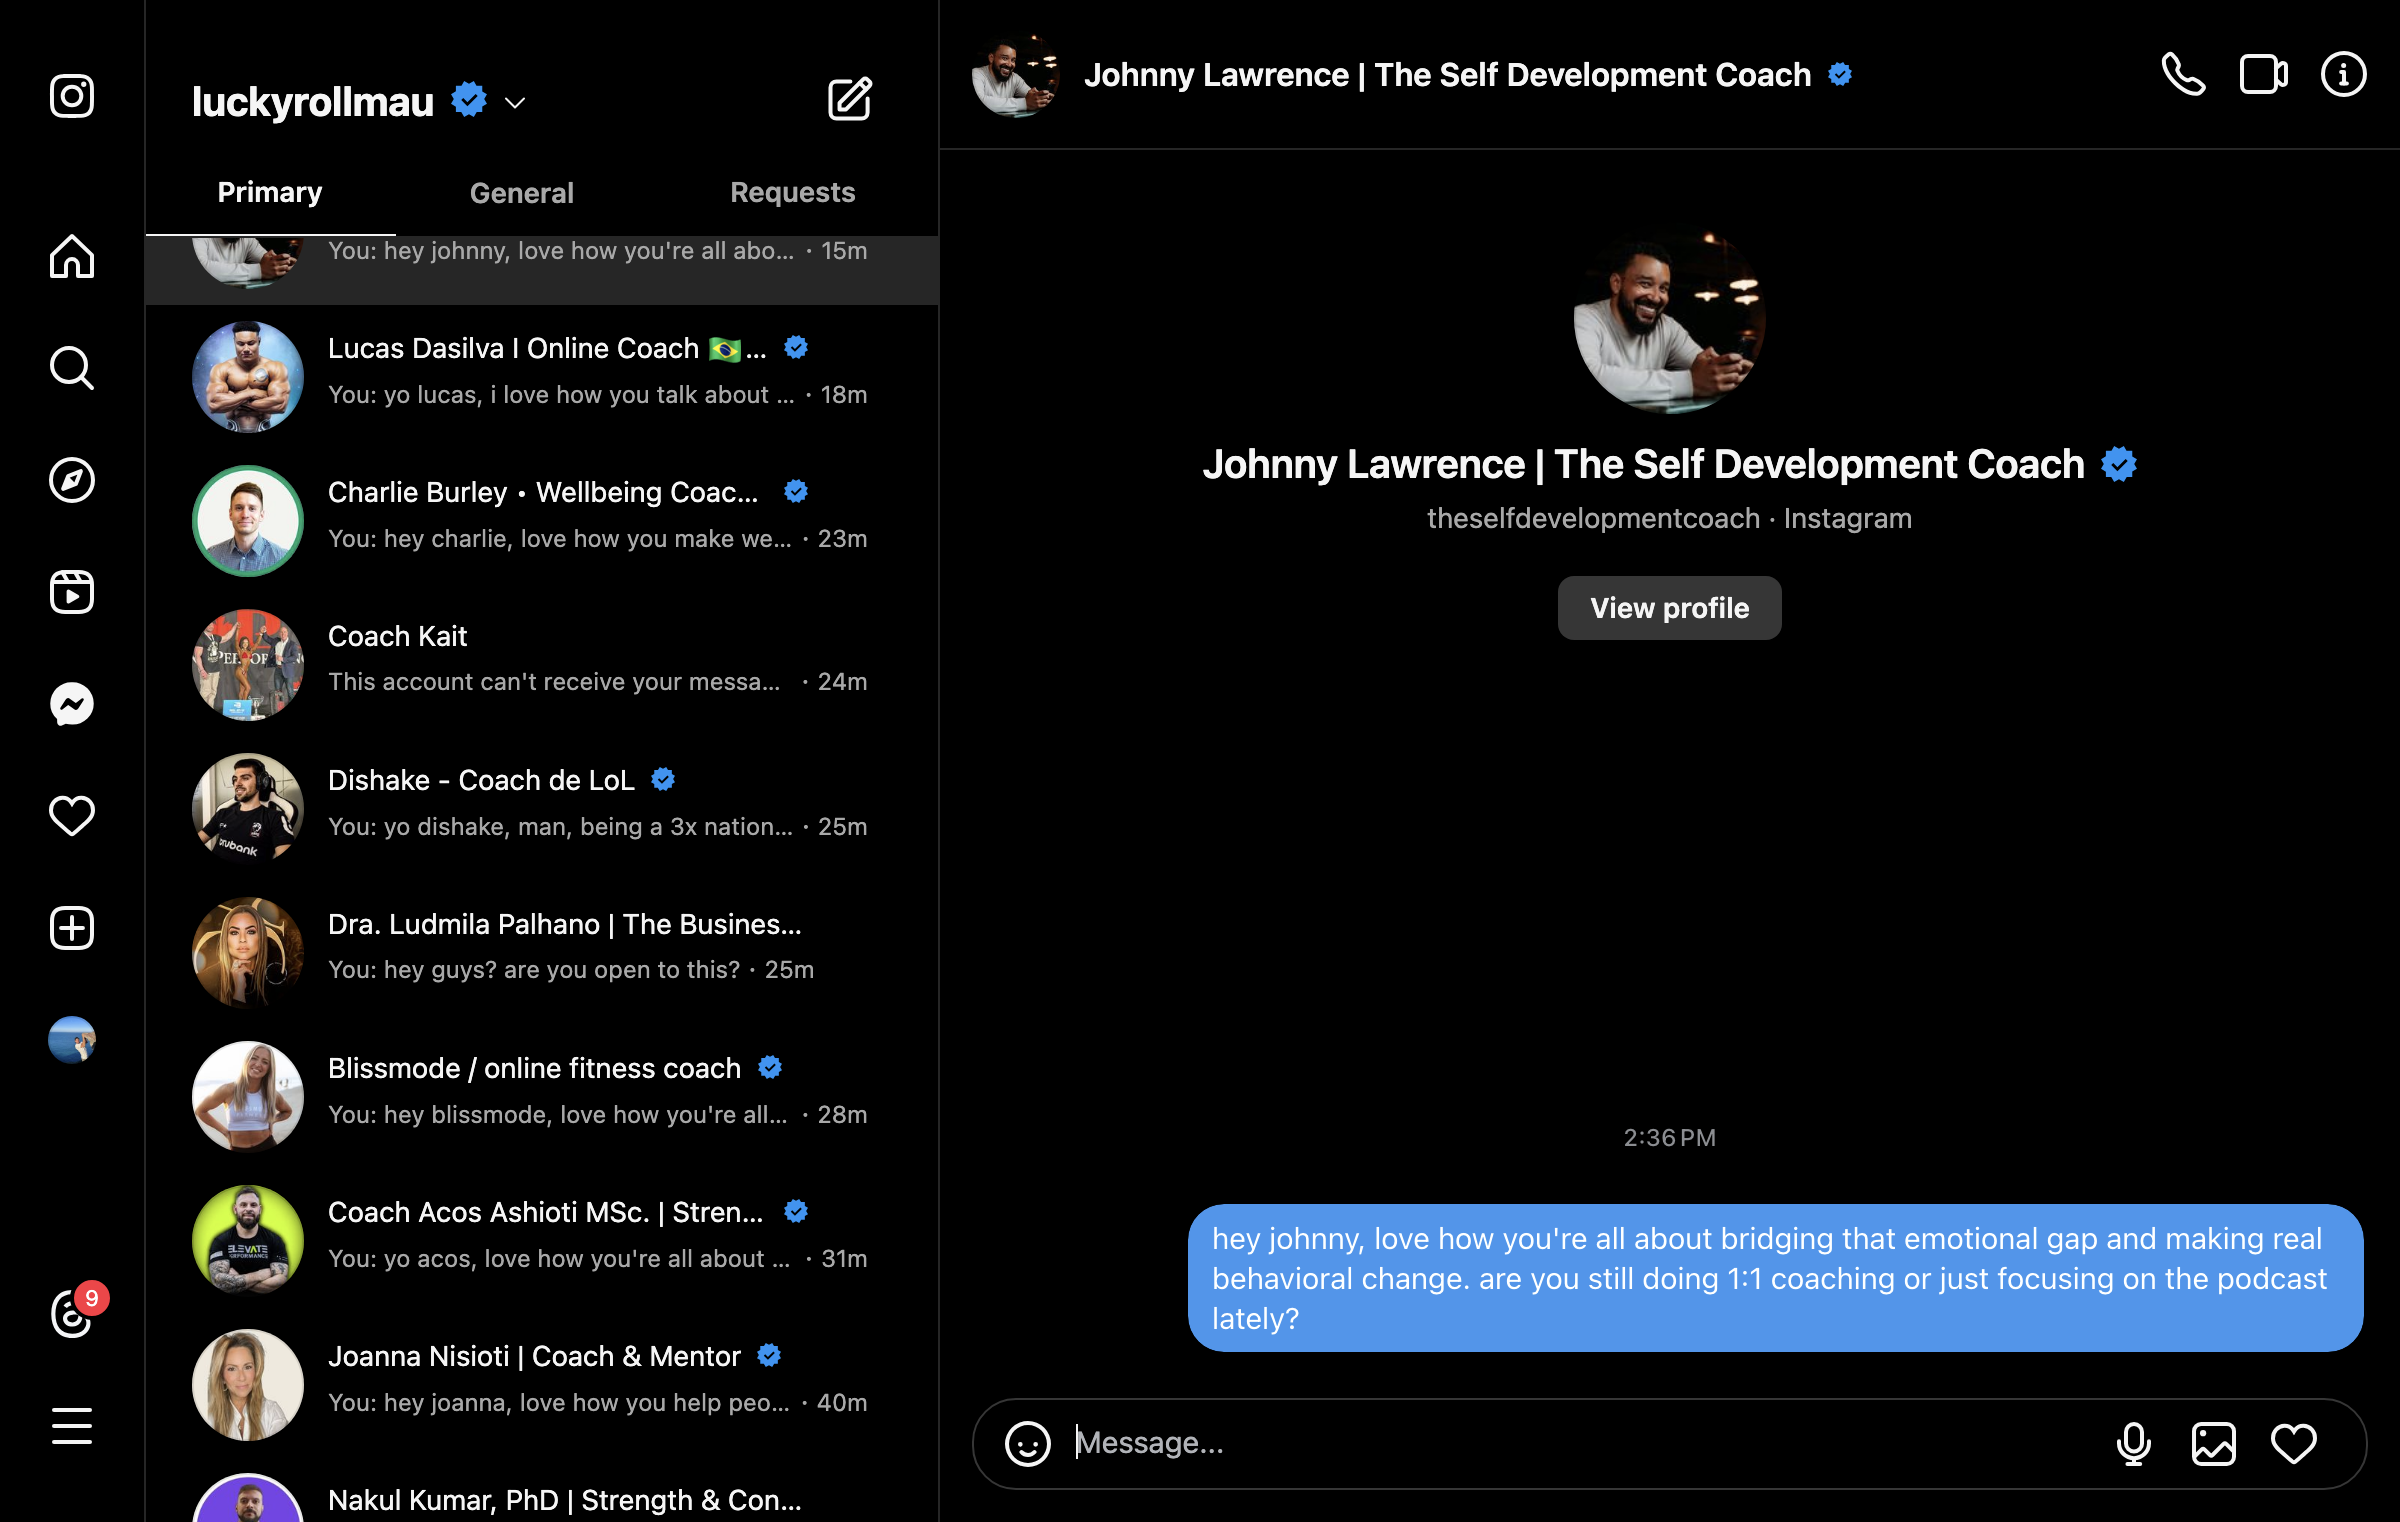 luckyrollmau
Primary
General
Requests
You: hey johnny, love how you're all abo... · 15m
Lucas Dasilva I Online Coach 🇧🇷...
You: yo lucas, i love how you talk about ... · 18m
Charlie Burley • Wellbeing Coac...
You: hey charlie, love how you make we... · 23m
Coach Kait
This account can't receive your messa... · 24m
Dishake - Coach de LoL
You: yo dishake, man, being a 3x nation... · 25m
Dra. Ludmila Palhano | The Busines...
You: hey guys? are you open to this? · 25m
Blissmode / online fitness coach
You: hey blissmode, love how you're all... · 28m
Coach Acos Ashioti MSc. | Stren...
You: yo acos, love how you're all about ... · 31m
ELEVATE
PERFORMANCE
Joanna Nisioti | Coach & Mentor
You: hey joanna, love how you help peo... · 40m
Nakul Kumar, PhD | Strength & Con...
9
Johnny Lawrence | The Self Development Coach
Johnny Lawrence | The Self Development Coach
theselfdevelopmentcoach · Instagram
View profile
2:36 PM
hey johnny, love how you're all about bridging that emotional gap and making real
behavioral change. are you still doing 1:1 coaching or just focusing on the podcast
lately?
Message...